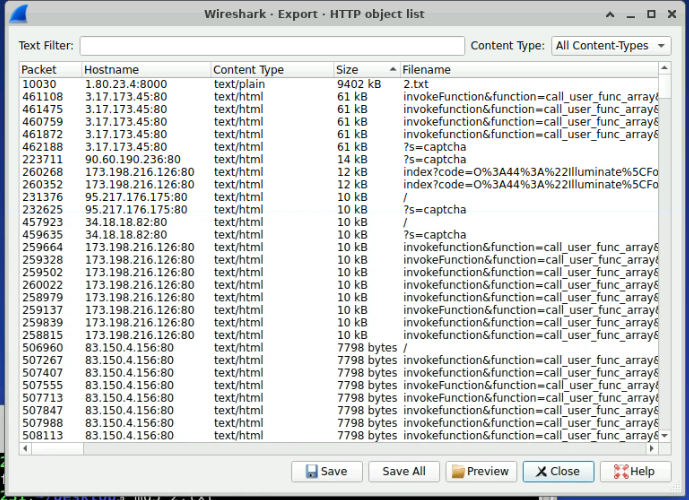 Wireshark · Export · HTTP object list
Text Filter: Content Type: All Content-Types
Packet Hostname Content Type Size Filename
10030 1.80.23.4:8000 text/plain 9402 kB 2.txt
461108 3.17.173.45:80 text/html 61 kB invokeFunction&function=call_user_func_array&
461475 3.17.173.45:80 text/html 61 kB invokefunction&function=call_user_func_array&
460759 3.17.173.45:80 text/html 61 kB invokefunction&function=call_user_func_array&
461872 3.17.173.45:80 text/html 61 kB invokefunction&function=call_user_func_array&
462188 3.17.173.45:80 text/html 61 kB ?s=captcha
223711 90.60.190.236:80 text/html 14 kB ?s=captcha
260268 173.198.216.126:80 text/html 12 kB index?code=O%3A44%3A%22Illuminate%5CFo
260352 173.198.216.126:80 text/html 12 kB index?code=O%3A44%3A%22Illuminate%5CFo
231376 95.217.176.175:80 text/html 10 kB /
232625 95.217.176.175:80 text/html 10 kB ?s=captcha
457923 34.18.18.82:80 text/html 10 kB /
459635 34.18.18.82:80 text/html 10 kB ?s=captcha
259664 173.198.216.126:80 text/html 10 kB invokefunction&function=call_user_func_array&
259328 173.198.216.126:80 text/html 10 kB invokeFunction&function=call_user_func_array&
259502 173.198.216.126:80 text/html 10 kB invokefunction&function=call_user_func_array&
260022 173.198.216.126:80 text/html 10 kB invokefunction&function=call_user_func_array&
258979 173.198.216.126:80 text/html 10 kB invokefunction&function=call_user_func_array&
259137 173.198.216.126:80 text/html 10 kB invokeFunction&function=call_user_func_array&
259839 173.198.216.126:80 text/html 10 kB invokefunction&function=call_user_func_array&
258815 173.198.216.126:80 text/html 10 kB invokefunction&function=call_user_func_array&
506960 83.150.4.156:80 text/html 7798 bytes /
507267 83.150.4.156:80 text/html 7798 bytes invokefunction&function=call_user_func_array&
507407 83.150.4.156:80 text/html 7798 bytes invokefunction&function=call_user_func_array&
507555 83.150.4.156:80 text/html 7798 bytes invokeFunction&function=call_user_func_array&
507713 83.150.4.156:80 text/html 7798 bytes invokeFunction&function=call_user_func_array&
507847 83.150.4.156:80 text/html 7798 bytes invokefunction&function=call_user_func_array&
507988 83.150.4.156:80 text/html 7798 bytes invokefunction&function=call_user_func_array&
508113 83.150.4.156:80 text/html 7798 bytes invokefunction&function=call_user_func_array&
Save Save All Preview Close Help